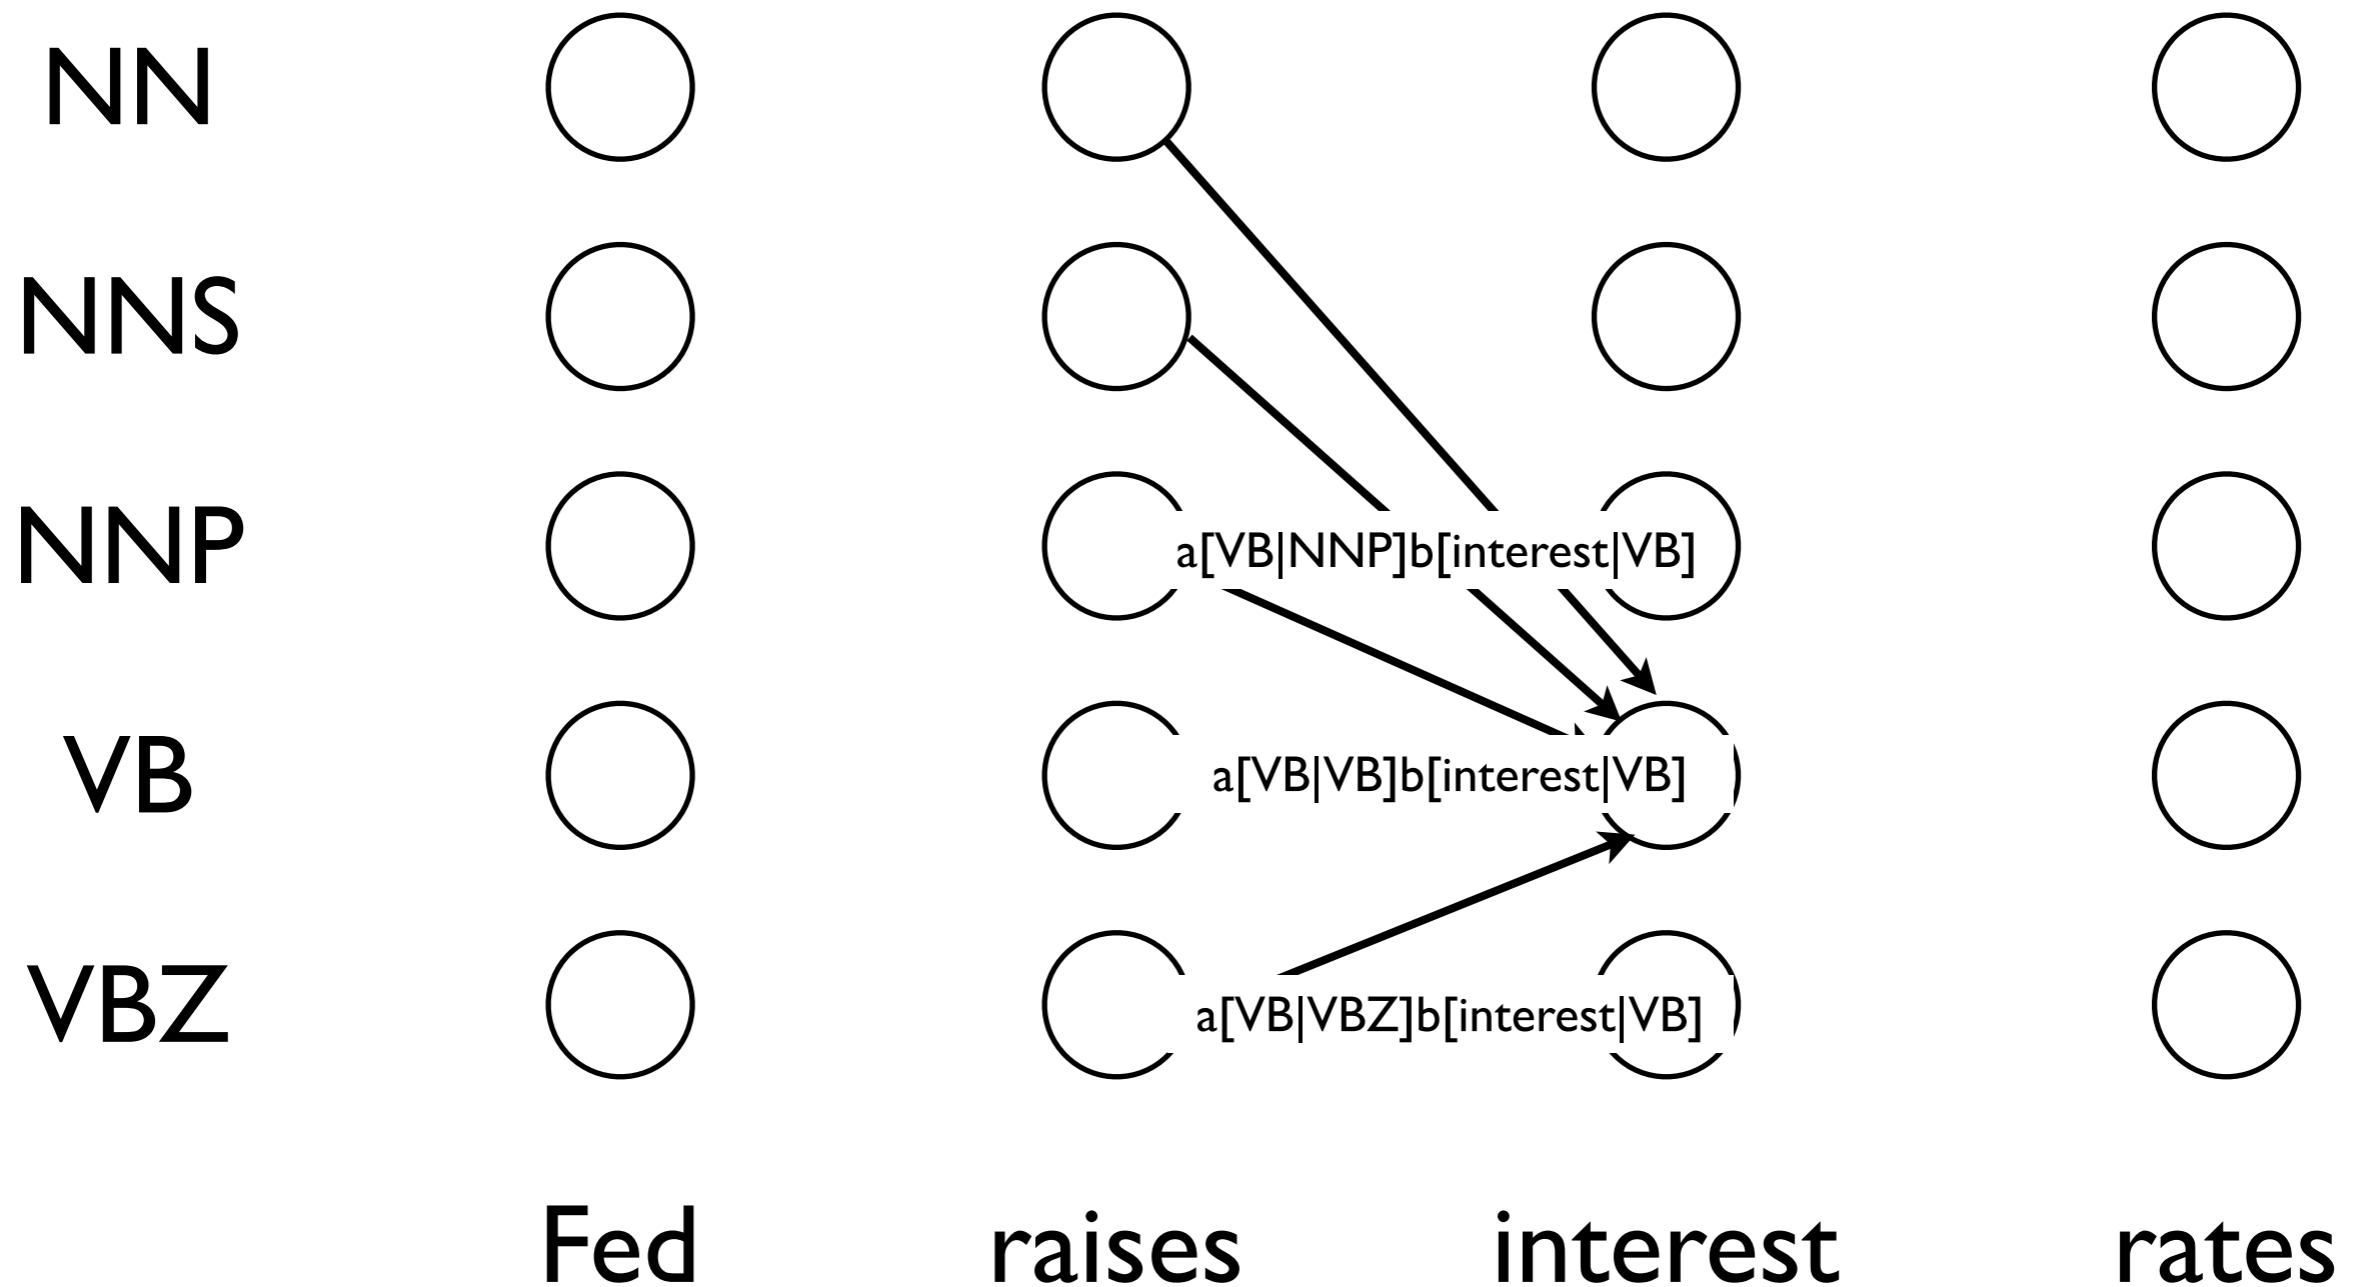 NN
NNS
NNP
a[VB|NNP]b[interest|VB]
VB
a[VB|VB]b[interest|VB]
VBZ
a[VB|VBZ]b[interest|VB]
Fed raises interest rates